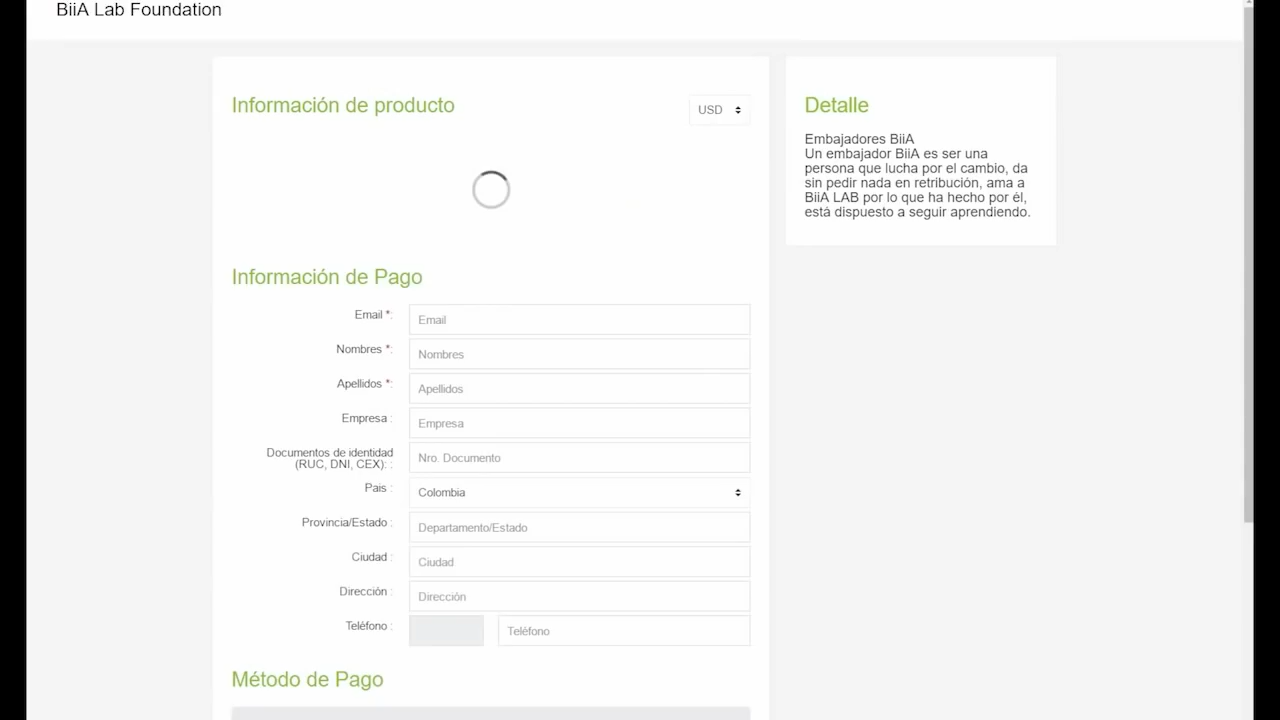 BiiA Lab Foundation
Información de producto
USD
Información de Pago
Email *:
Email
Nombres *:
Nombres
Apellidos *:
Apellidos
Empresa :
Empresa
Documentos de identidad
(RUC, DNI, CEX): :
Nro. Documento
Pais :
Colombia
Provincia/Estado :
Departamento/Estado
Ciudad :
Ciudad
Dirección :
Dirección
Teléfono :
Teléfono
Método de Pago
Detalle
Embajadores BiiA
Un embajador BiiA es ser una
persona que lucha por el cambio, da
sin pedir nada en retribución, ama a
BiiA LAB por lo que ha hecho por él,
está dispuesto a seguir aprendiendo.